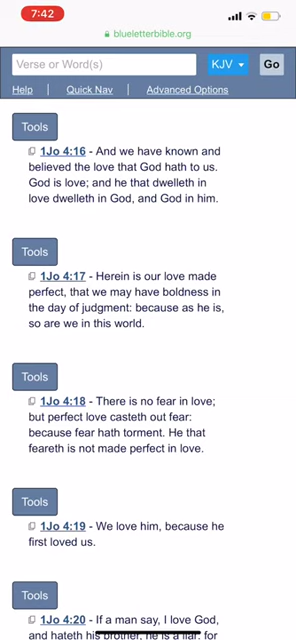 7:42
blueletterbible.org
Verse or Word(s)
KJV
Go
Help | Quick Nav | Advanced Options
Tools
1Jo 4:16 - And we have known and
believed the love that God hath to us.
God is love; and he that dwelleth in
love dwelleth in God, and God in him.
Tools
1Jo 4:17 - Herein is our love made
perfect, that we may have boldness in
the day of judgment: because as he is,
so are we in this world.
Tools
1Jo 4:18 - There is no fear in love;
but perfect love casteth out fear:
because fear hath torment. He that
feareth is not made perfect in love.
Tools
1Jo 4:19 - We love him, because he
first loved us.
Tools
1Jo 4:20 - If a man say, I love God,
and hateth his brother, he is a liar: for